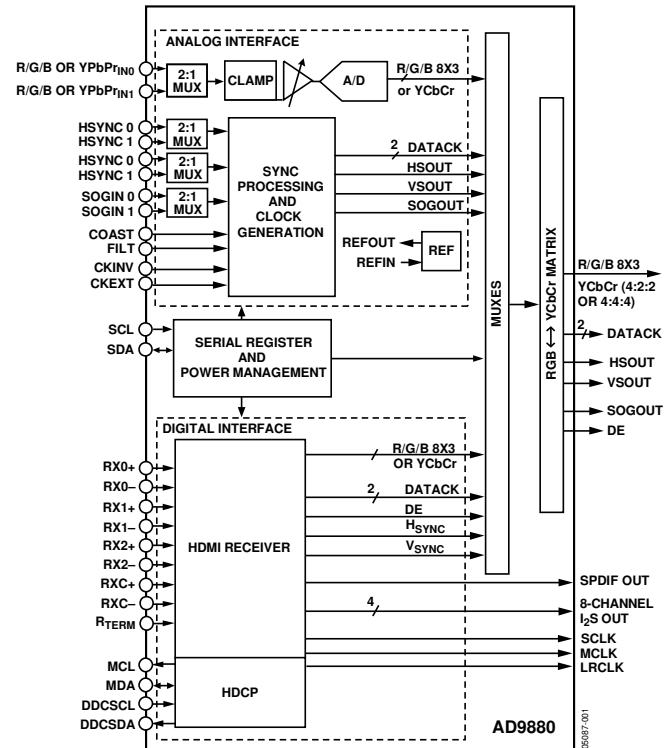 ANALOG INTERFACE
R/G/B OR YPbPrIN0
R/G/B OR YPbPrIN1
2:1
MUX
CLAMP
A/D
R/G/B 8X3
or YCbCr
HSYNC 0
HSYNC 1
2:1
MUX
HSYNC 0
HSYNC 1
2:1
MUX
SOGIN 0
SOGIN 1
2:1
MUX
COAST
FILT
CKINV
CKEXT
SYNC
PROCESSING
AND
CLOCK
GENERATION
2
DATACK
HSOUT
VSOUT
SOGOUT
REFOUT
REFIN
REF
SCL
SDA
SERIAL REGISTER
AND
POWER MANAGEMENT
MUXES
RGB ↔ YCbCr MATRIX
R/G/B 8X3
YCbCr (4:2:2
OR 4:4:4)
2
DATACK
HSOUT
VSOUT
SOGOUT
DE
DIGITAL INTERFACE
RX0+
RX0–
RX1+
RX1–
RX2+
RX2–
RXC+
RXC–
RTERM
HDMI RECEIVER
R/G/B 8X3
OR YCbCr
2
DATACK
DE
HSYNC
VSYNC
SPDIF OUT
4
8-CHANNEL
I2S OUT
SCLK
MCLK
LRCLK
MCL
MDA
DDCSCL
DDCSDA
HDCP
AD9880
05087-001